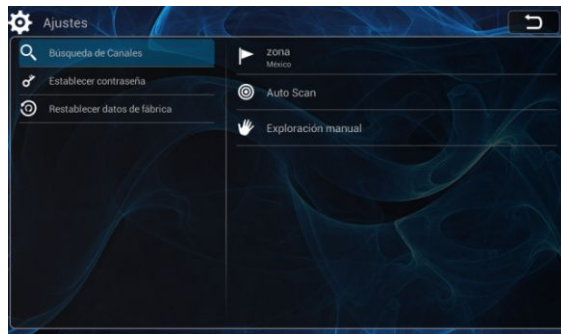 Ajustes
Búsqueda de Canales
Establecer contraseña
Restablecer datos de fábrica
zona
México
Auto Scan
Exploración manual